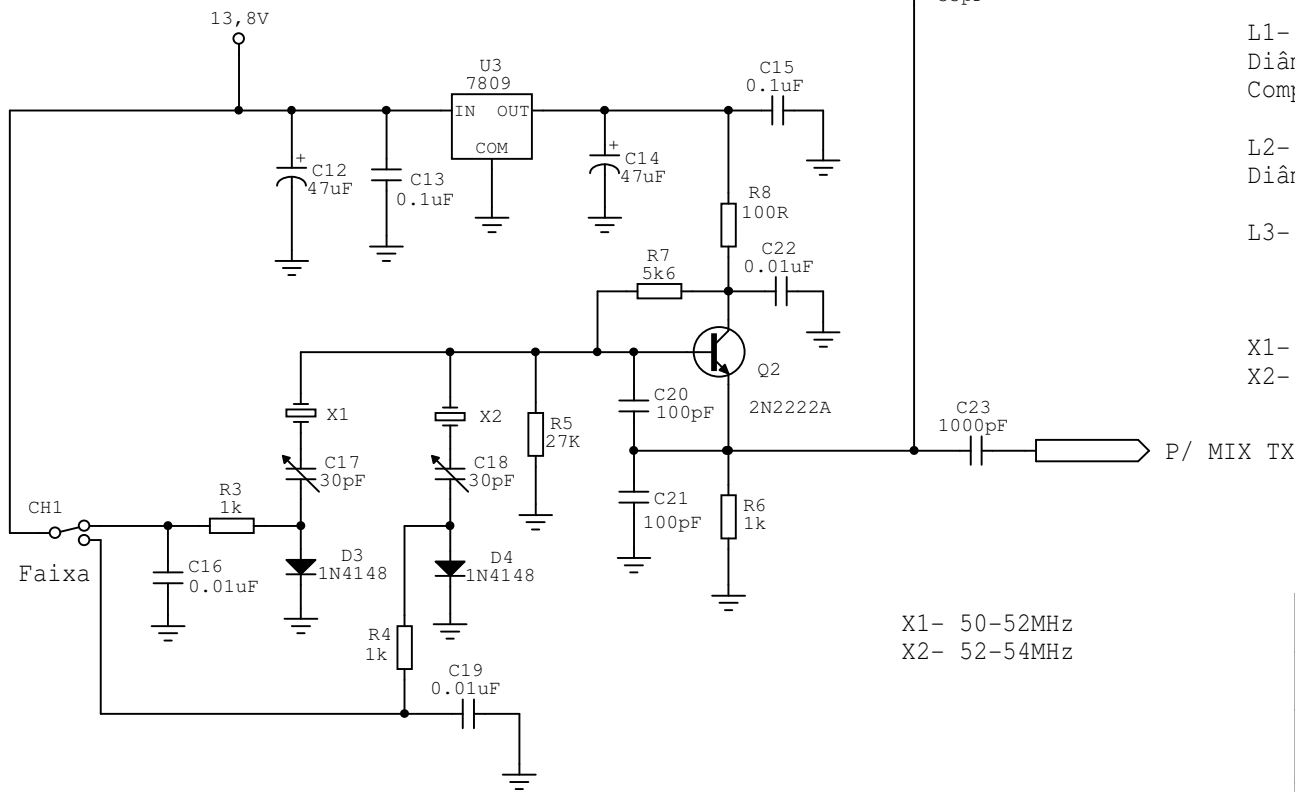 13,8V
L1-
U3
7809
C15
0.1uF
IN OUT
COM
+
C12
47uF
C13
0.1uF
+
C14
47uF
L2-
R8
100R
L3-
R7
5k6
C22
0.01uF
X1-
X2-
Q2
2N2222A
C20
100pF
X1
X2
R5
27K
C23
1000pF
P/ MIX TX
C17
30pF
C18
30pF
R3
1k
CH1
C21
100pF
R6
1k
Faixa
C16
0.01uF
D3
1N4148
D4
1N4148
X1- 50-52MHz
X2- 52-54MHz
R4
1k
C19
0.01uF